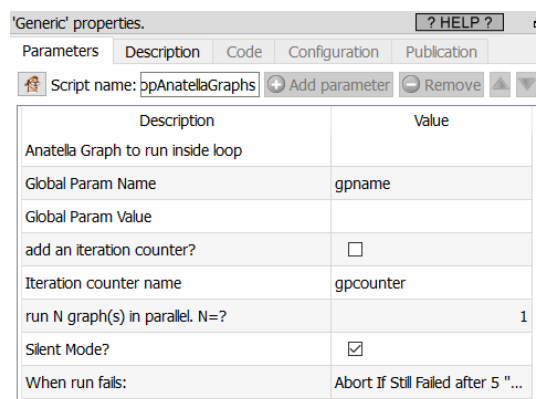 'Generic' properties.
? HELP ?
Parameters Description Code Configuration Publication
Script name: opAnatellaGraphs Add parameter Remove
Description Value
Anatella Graph to run inside loop
Global Param Name gpname
Global Param Value
add an iteration counter?
Iteration counter name gpcounter
run N graph(s) in parallel. N=? 1
Silent Mode?
When run fails: Abort If Still Failed after 5 "...